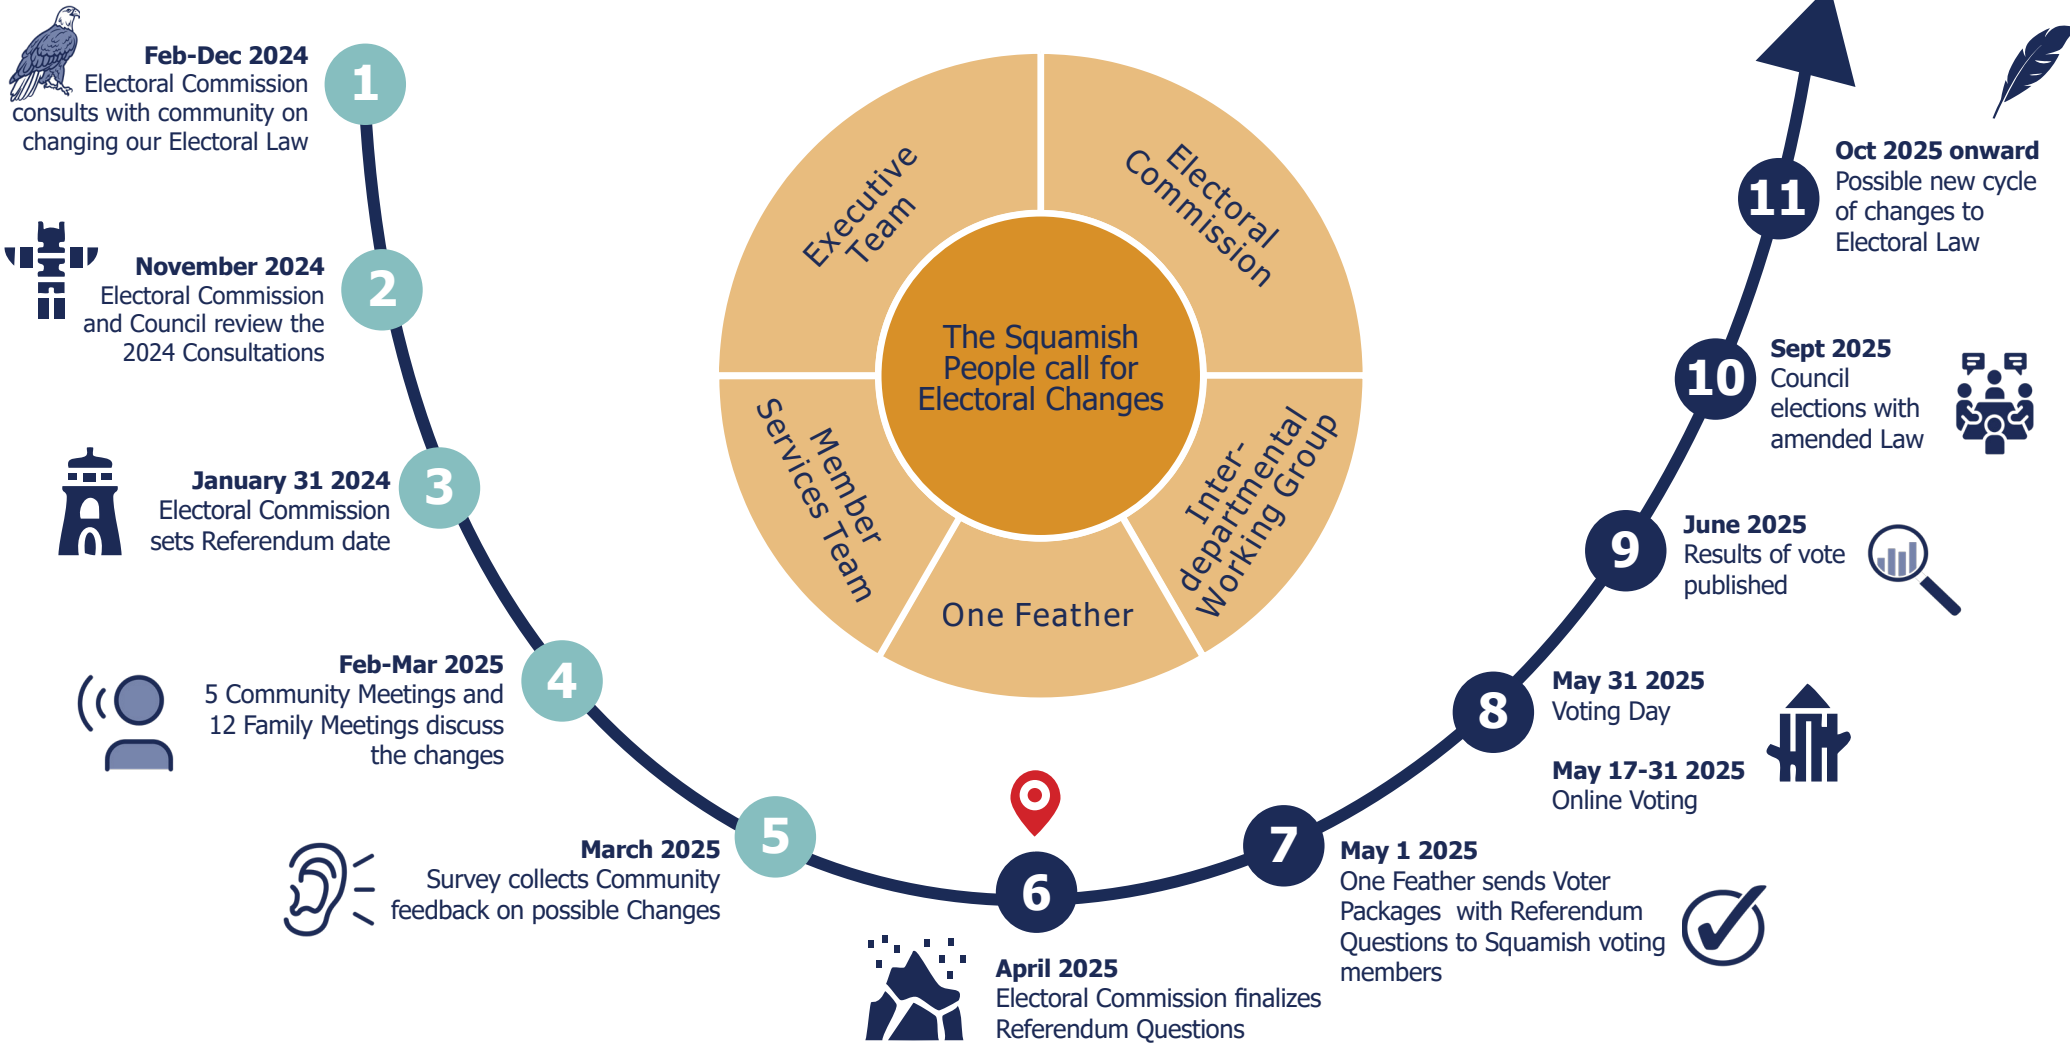 1
Feb-Dec 2024
Electoral Commission
consults with community on
changing our Electoral Law
2
November 2024
Electoral Commission
and Council review the
2024 Consultations
3
January 31 2024
Electoral Commission
sets Referendum date
4
Feb-Mar 2025
5 Community Meetings and
12 Family Meetings discuss
the changes
5
March 2025
Survey collects Community
feedback on possible Changes
6
April 2025
Electoral Commission finalizes
Referendum Questions
7
May 1 2025
One Feather sends Voter
Packages with Referendum
Questions to Squamish voting
members
8
May 31 2025
Voting Day
May 17-31 2025
Online Voting
9
June 2025
Results of vote
published
10
Sept 2025
Council
elections with
amended Law
11
Oct 2025 onward
Possible new cycle
of changes to
Electoral Law
Executive
Team
Electoral
Commission
The Squamish
People call for
Electoral Changes
Member
Services Team
One Feather
Inter-
departmental
Working Group